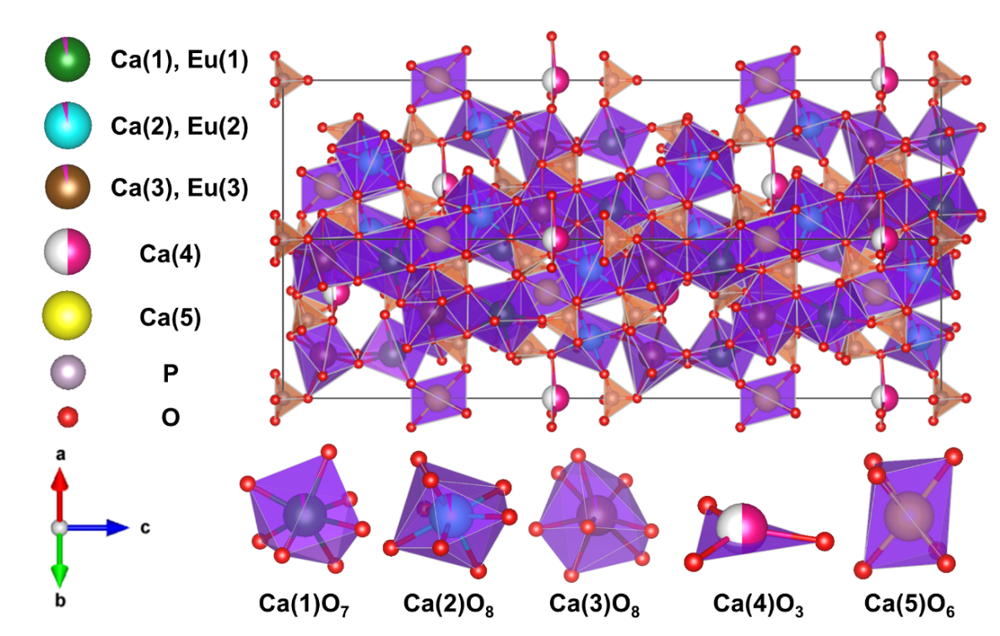 Ca(1), Eu(1)
Ca(2), Eu(2)
Ca(3), Eu(3)
Ca(4)
Ca(5)
P
O
a
c
b
Ca(1)O₇
Ca(2)O₈
Ca(3)O₈
Ca(4)O₃
Ca(5)O₆